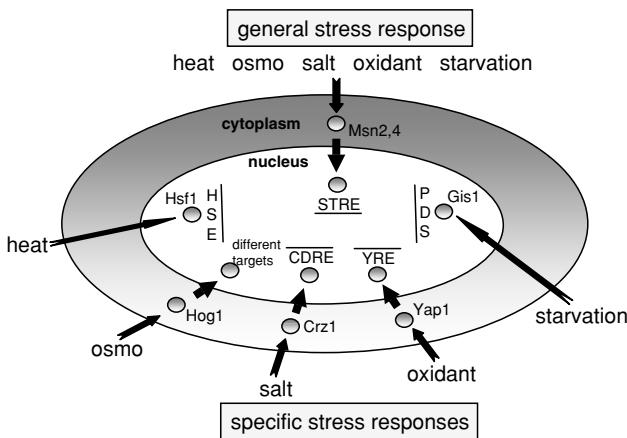 general stress response
heat osmo salt oxidant starvation
cytoplasm
Msn2,4
nucleus
Hsf1
H
S
E
STRE
P
D
S
Gis1
heat
different
targets
CDRE
YRE
Hog1
Crz1
Yap1
starvation
osmo
salt
oxidant
specific stress responses